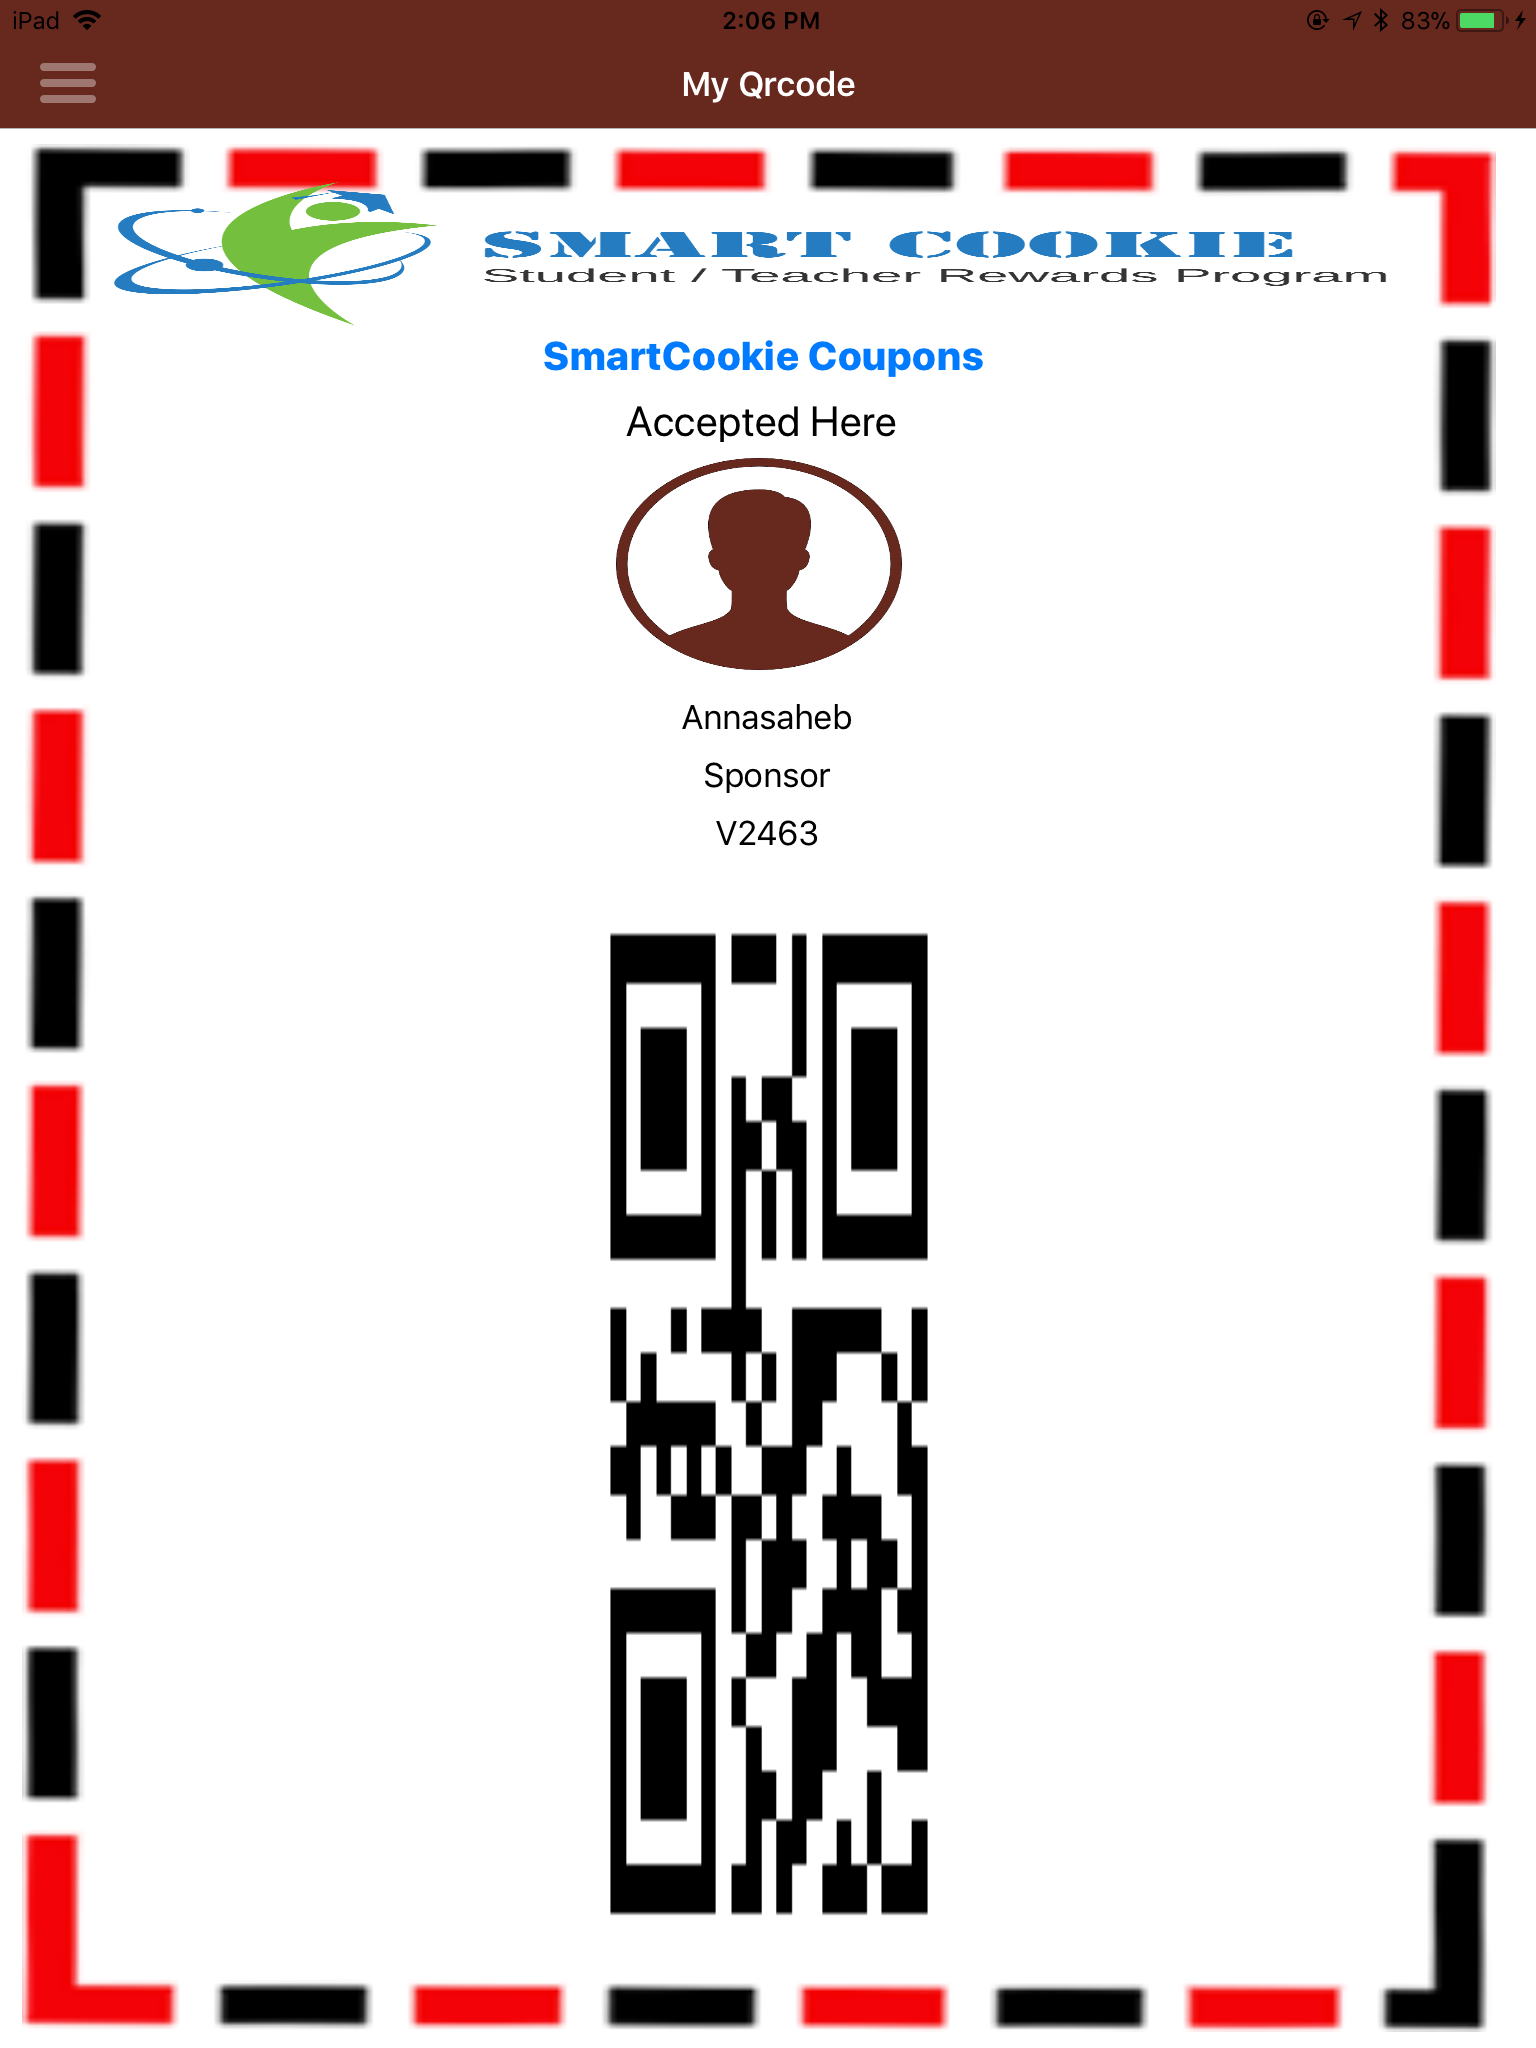 iPad 2:06 PM 83%
My Qrcode
SMART COOKIE
Student / Teacher Rewards Program
SmartCookie Coupons
Accepted Here
Annasaheb
Sponsor
V2463